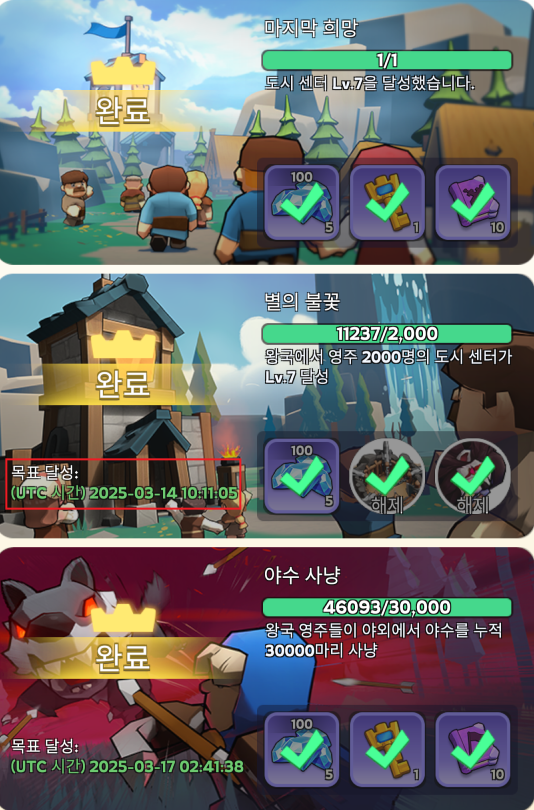 마지막 희망
1/1
도시 센터 Lv.7을 달성했습니다.
완료
100
5
1
10
별의 불꽃
11237/2,000
왕국에서 영주 2000명의 도시 센터가
Lv.7 달성
완료
목표 달성:
(UTC 시간) 2025-03-14 10:11:05
100
5
해제
해제
야수 사냥
46093/30,000
왕국 영주들이 야외에서 야수를 누적
30000마리 사냥
완료
목표 달성:
(UTC 시간) 2025-03-17 02:41:38
100
5
1
10